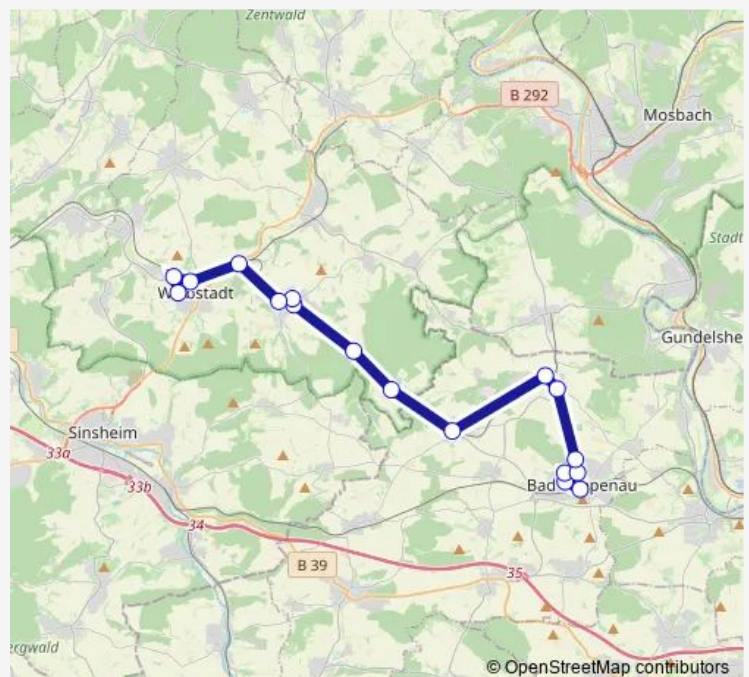 Zentwald
B 292
Mosbach
Stadt
Gundelshe
Sinsheim
33a
33b
34
B 39
35
ergwald
© OpenStreetMap contributors